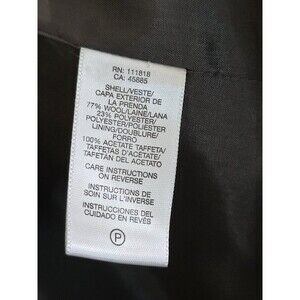 RN: 111818
CA: 45885
SHELL/VESTE/
CAPA EXTERIOR DE
LA PRENDA
77% WOOL/LAINE/LANA
23% POLYESTER/
POLYESTER/POLIESTER
LINING/DOUBLURE/
FORRO
100% ACETATE TAFFETA/
TAFFETAS D'ACETATE/
TAFETAN DEL ACETATO
CARE INSTRUCTIONS
ON REVERSE
INSTRUCTIONS DE
SOIN SUR L'INVERSE
INSTRUCCIONES DEL
CUIDADO EN REVÉS
P